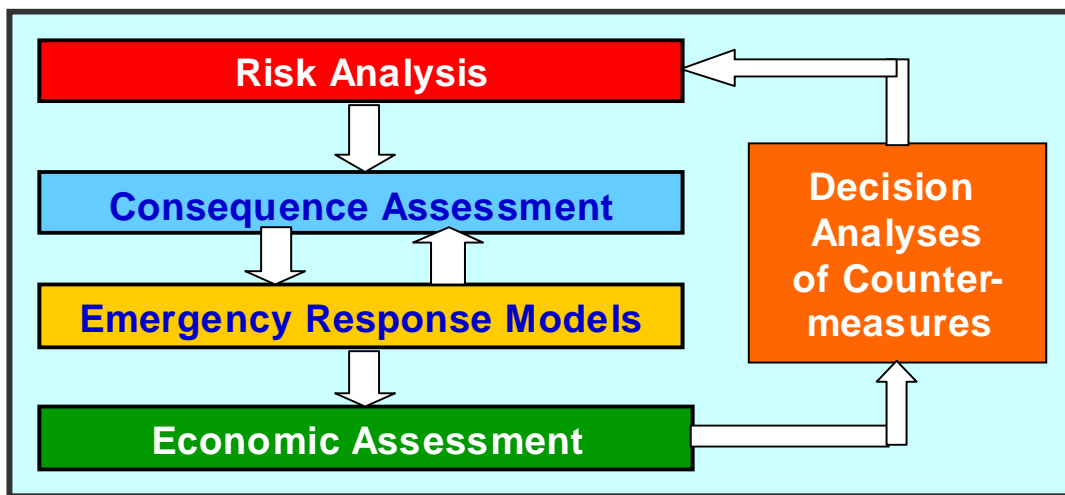 Risk Analysis
Consequence Assessment
Emergency Response Models
Economic Assessment
Decision
Analyses
of Counter-
measures